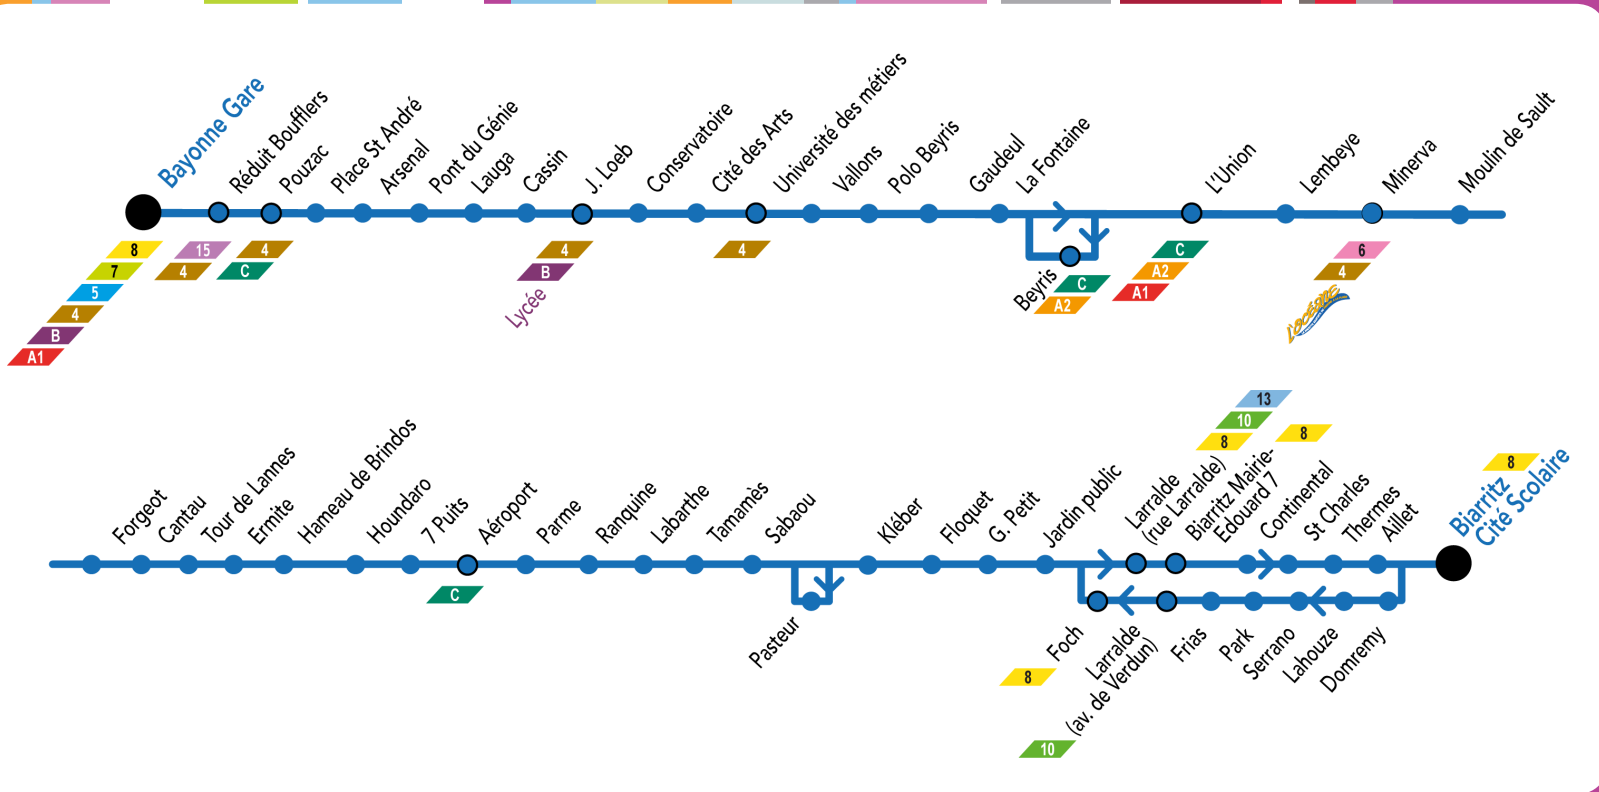 Bayonne Gare
Réduit Boufflers
Pouzac
Place St André
Arsenal
Pont du Génie
Lauga
Cassin
J. Loeb
Conservatoire
Cité des Arts
Université des métiers
Vallons
Polo Beyris
Gaudeul
La Fontaine
L'Union
Lembeye
Minerva
Moulin de Sault
8
7
5
4
B
A1
15
4
4
C
4
B
Lycée
4
Beyris
C
A2
C
A2
A1
6
4
L'OCÉANE
Forgeot
Cantau
Tour de Lannes
Ermite
Hameau de Brindos
Houndaro
7 Puits
Aéroport
C
Parme
Ranquine
Labarthe
Tamamès
Sabaou
Pasteur
Kléber
Floquet
G. Petit
Jardin public
Larralde
(rue Larralde)
13
10
8
Biarritz Mairie-
Edouard 7
8
Continental
St Charles
Thermes
Aillet
8
Biarritz
Cité Scolaire
Foch
8
Larralde
(av. de Verdun)
10
Frias
Park
Serrano
Lahouze
Domremy